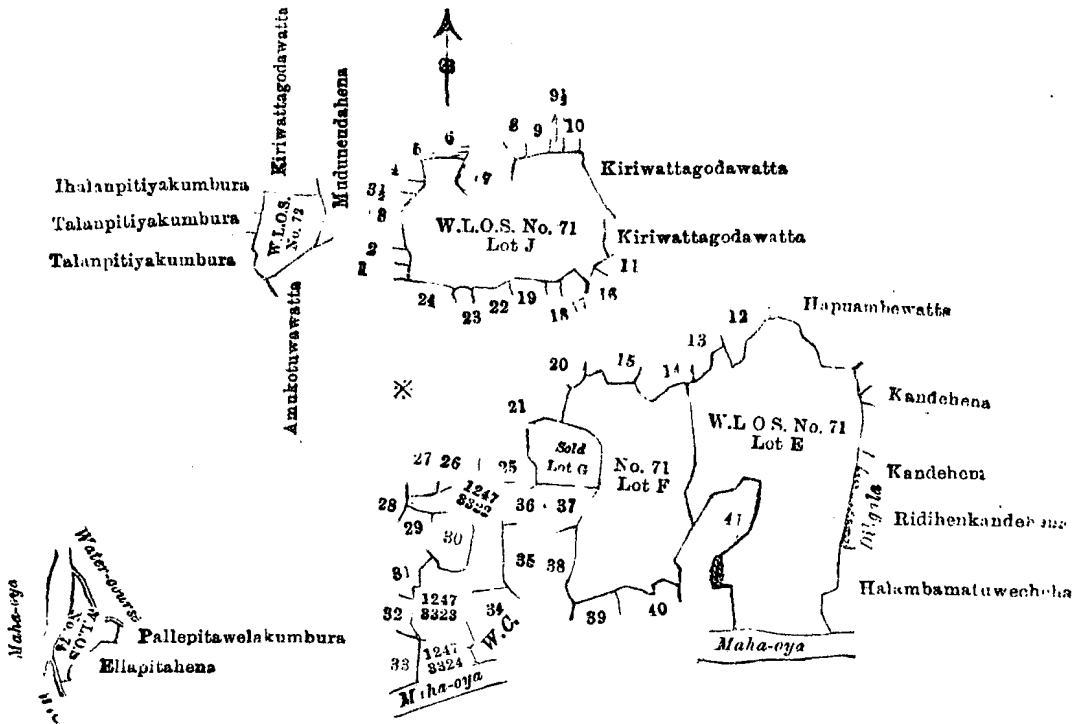 Kiriwattagodawatta
Mudunendahena
Ihalanpitiyakumbura
Talanpitiyakumbura
Talanpitiyakumbura
W.L.O.S.
No. 72
Amukotuwawatta
1
2
3
3½
4
5
6
7
8
9
9½
10
Kiriwattagodawatta
W.L.O.S. No. 71
Lot J
Kiriwattagodawatta
11
16
17
18
19
22
23
24
12
13
14
15
20
21
Hapuambewatta
Kandehena
W.L O S. No. 71
Lot E
Sold
Lot G
No. 71
Lot F
27 26
25
1247
8322
28
29
30
36
37
35
38
41
Dilgila
Halambamatuwe
31
32
33
1247
8323
34
W.C.
1247
8324
39
40
Maha-oya
Maha-oya
Maha-oya
Water-course
W.L.O.S
Pallepitawelakumbura
Ellapitahena